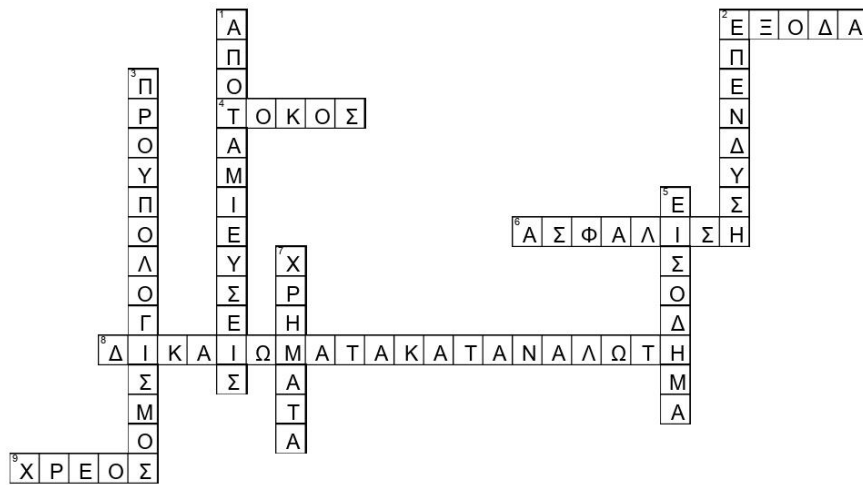 1 ΑΠΟΤΑΜΙΕΥΣΕΙΣ
2 ΕΞΟΔΑ
ΕΠΕΝΔΥΣΗ
3 ΠΡΟΥΠΟΛΟΓΙΣΜΟΣ
4 ΤΟΚΟΣ
5 ΕΙΣΟΔΗΜΑ
6 ΑΣΦΑΛΙΣΗ
7 ΧΡΗΜΑΤΑ
8 ΔΙΚΑΙΩΜΑΤΑΚΑΤΑΝΑΛΩΤΗ
9 ΧΡΕΟΣ